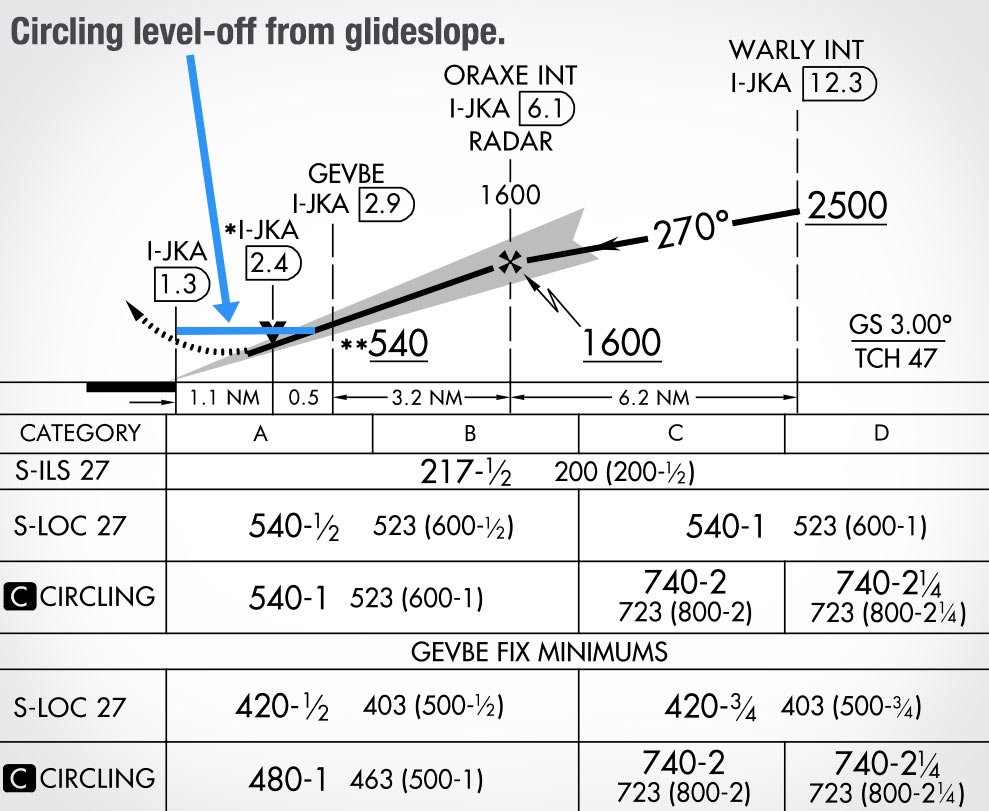 Circling level-off from glideslope.
WARLY INT
I-JKA 12.3
ORAXE INT
I-JKA 6.1
RADAR
GEVBE
I-JKA 2.9
1600
2500
270°
*I-JKA
2.4
I-JKA
1.3
**540
1600
GS 3.00°
TCH 47
1.1 NM 0.5 3.2 NM 6.2 NM
CATEGORY A B C D
S-ILS 27 217-½ 200 (200-½)
S-LOC 27 540-½ 523 (600-½) 540-1 523 (600-1)
C CIRCLING 540-1 523 (600-1) 740-2 723 (800-2) 740-2¼ 723 (800-2¼)
GEVBE FIX MINIMUMS
S-LOC 27 420-½ 403 (500-½) 420-¾ 403 (500-¾)
C CIRCLING 480-1 463 (500-1) 740-2 723 (800-2) 740-2¼ 723 (800-2¼)